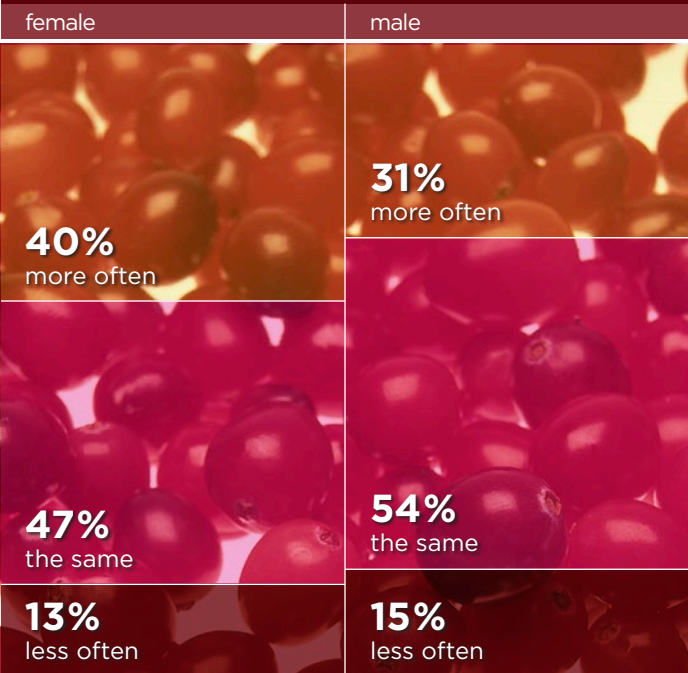 female
male
40%
more often
31%
more often
47%
the same
54%
the same
13%
less often
15%
less often